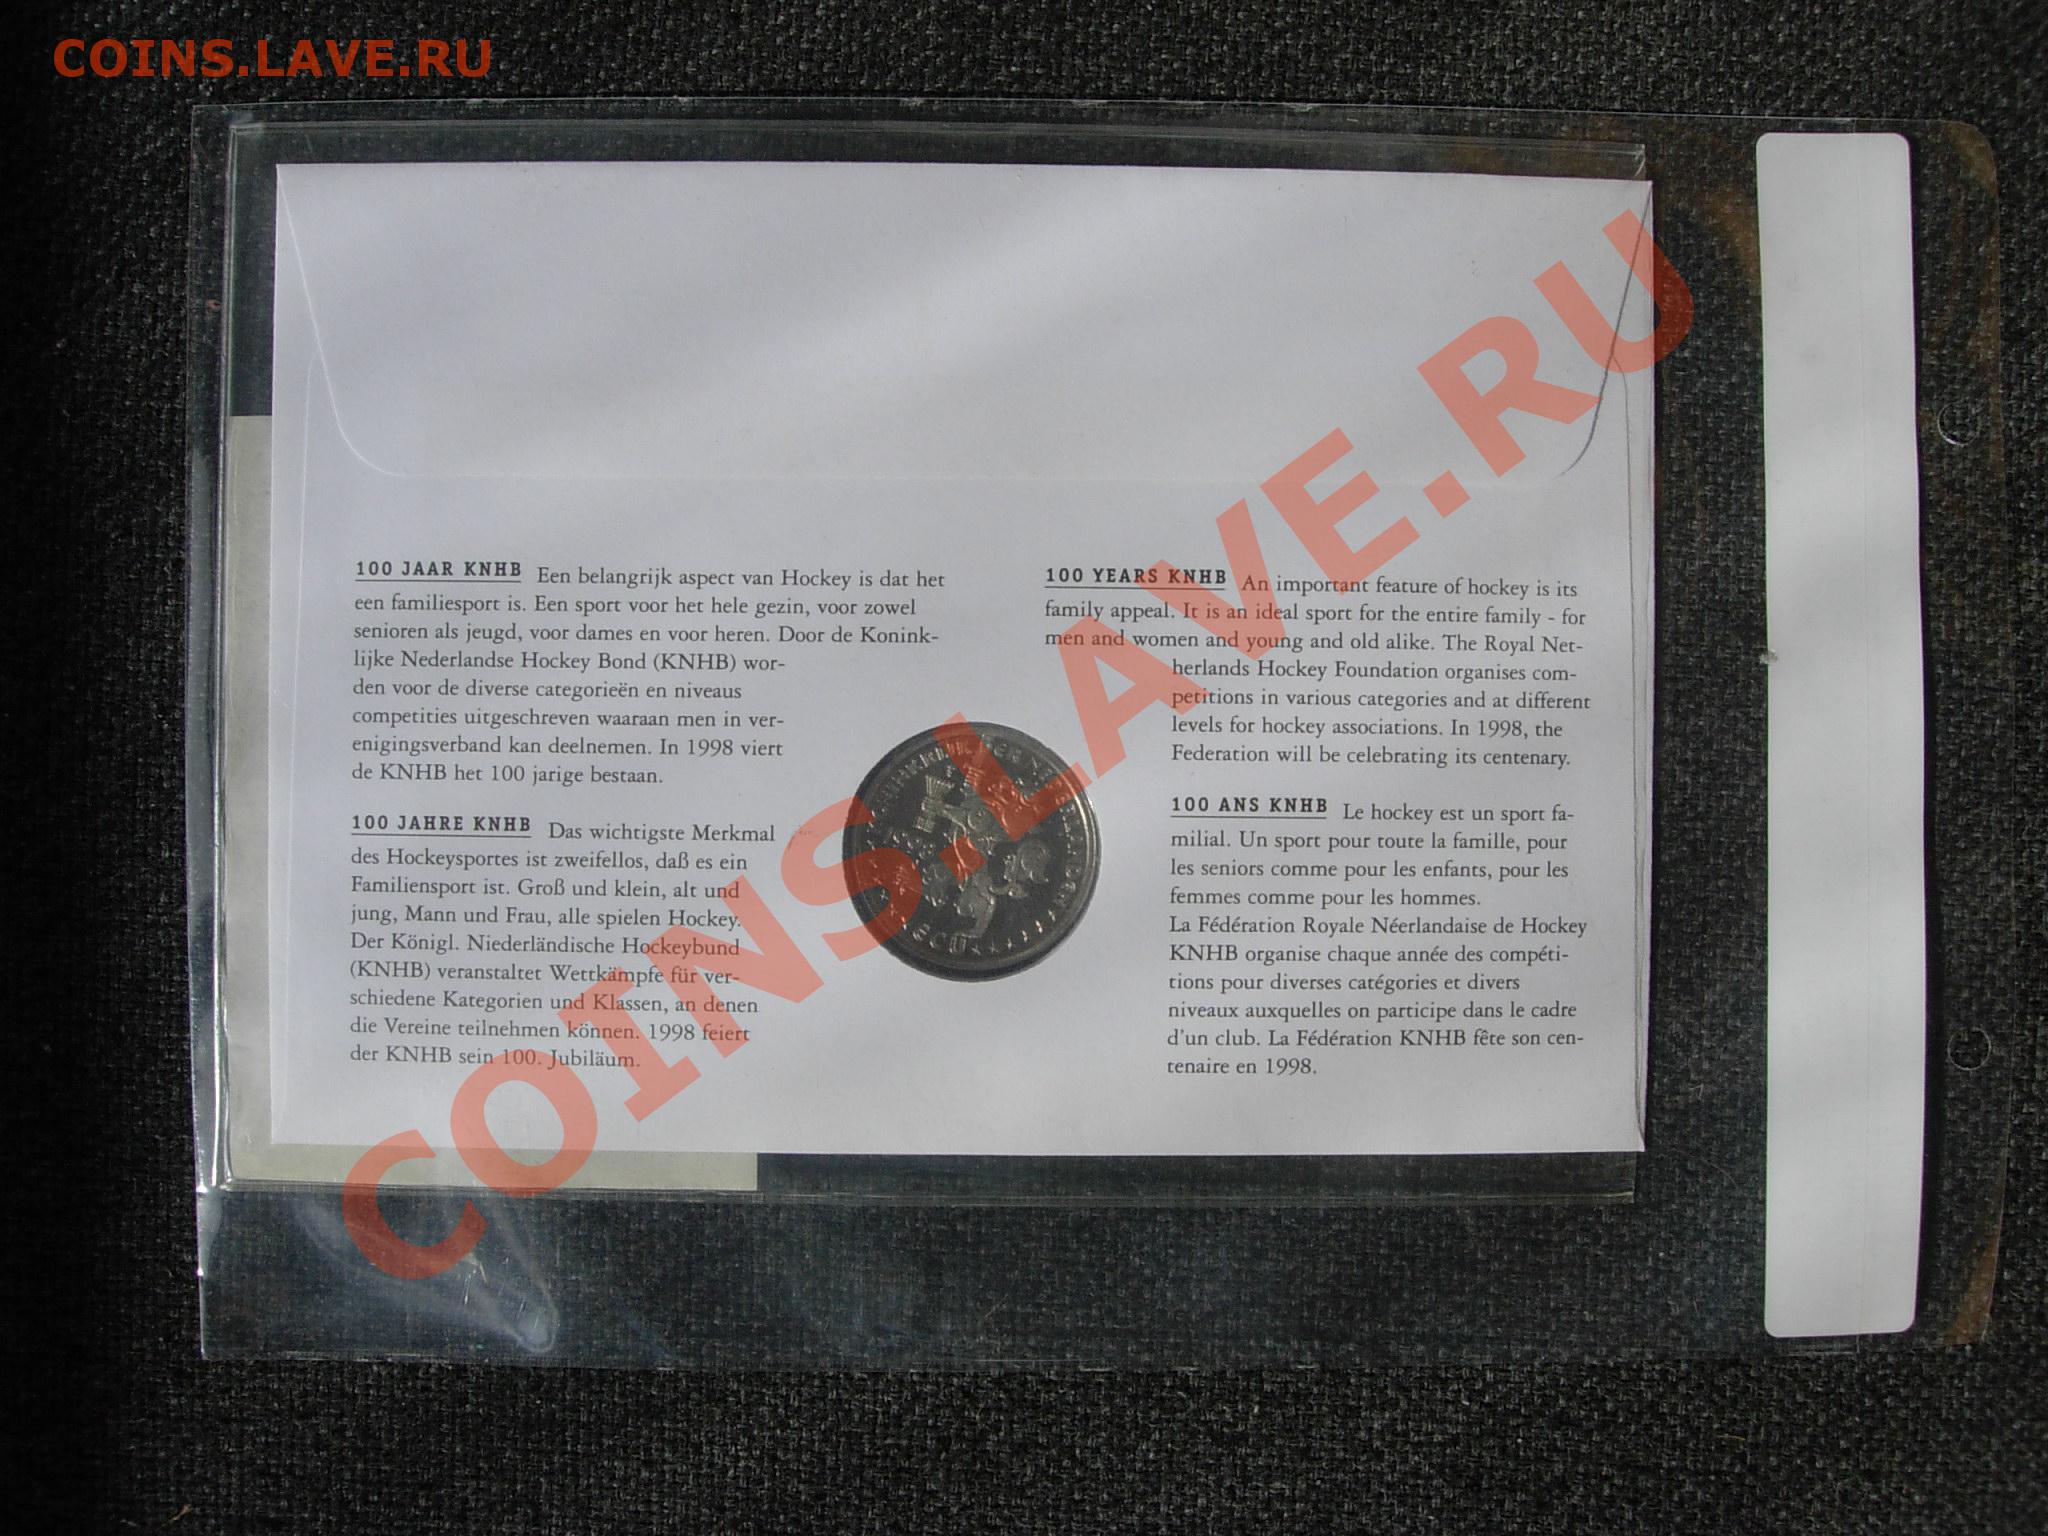 COINS.LAVE.RU
100 JAAR KNHB Een belangrijk aspect van Hockey is dat het
een familiesport is. Een sport voor het hele gezin, voor zowel
senioren als jeugd, voor dames en voor heren. Door de Konink-
lijke Nederlandse Hockey Bond (KNHB) wor-
den voor de diverse categorieën en niveaus
competities uitgeschreven waaraan men in ver-
enigingsverband kan deelnemen. In 1998 viert
de KNHB het 100 jarige bestaan.
100 JAHRE KNHB Das wichtigste Merkmal
des Hockeysportes ist zweifellos, daß es ein
Familiensport ist. Groß und klein, alt und
jung, Mann und Frau, alle spielen Hockey.
Der Königl. Niederländische Hockeybund
(KNHB) veranstaltet Wettkämpfe für ver-
schiedene Kategorien und Klassen, an denen
die Vereine teilnehmen können. 1998 feiert
der KNHB sein 100. Jubiläum.
100 YEARS KNHB An important feature of hockey is its
family appeal. It is an ideal sport for the entire family - for
men and women and young and old alike. The Royal Net-
herlands Hockey Foundation organises com-
petitions in various categories and at different
levels for hockey associations. In 1998, the
Federation will be celebrating its centenary.
100 ANS KNHB Le hockey est un sport fa-
milial. Un sport pour toute la famille, pour
les seniors comme pour les enfants, pour les
femmes comme pour les hommes.
La Fédération Royale Néerlandaise de Hockey
KNHB organise chaque année des compéti-
tions pour diverses catégories et divers
niveaux auxquelles on participe dans le cadre
d'un club. La Fédération KNHB fête son cen-
tenaire en 1998.
COINS.LAVE.RU